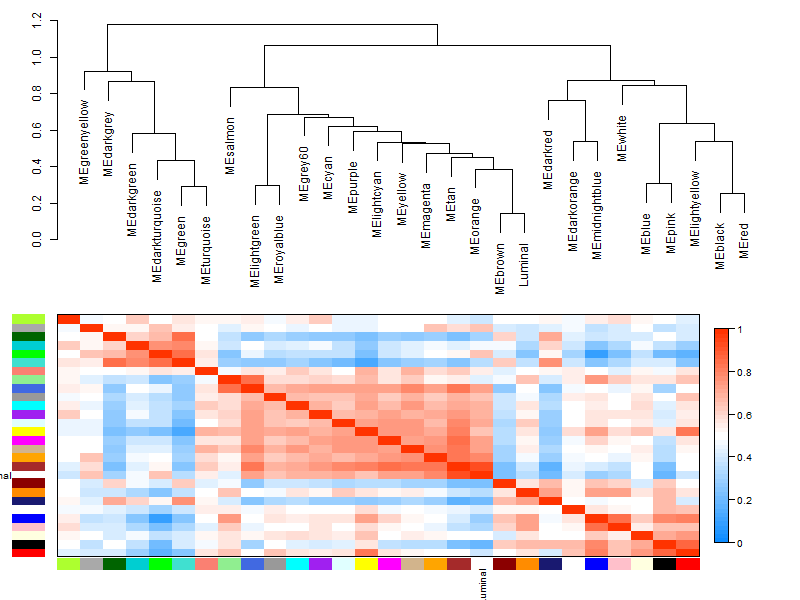 1.2
1.0
0.8
0.6
0.4
0.2
0.0
MEgreenyellow
MEdarkgrey
MEdarkgreen
MEdarkturquoise
MEgreen
MEturquoise
MEsalmon
MElightgreen
MEroyalblue
MEgrey60
MEcyan
MEpurple
MElightcyan
MEyellow
MEmagenta
MEtan
MEorange
MEbrown
Luminal
MEdarkred
MEdarkorange
MEmidnightblue
MEwhite
MEblue
MEpink
MElightyellow
MEblack
MEred
1
0.8
0.6
0.4
0.2
0
nal
uminal